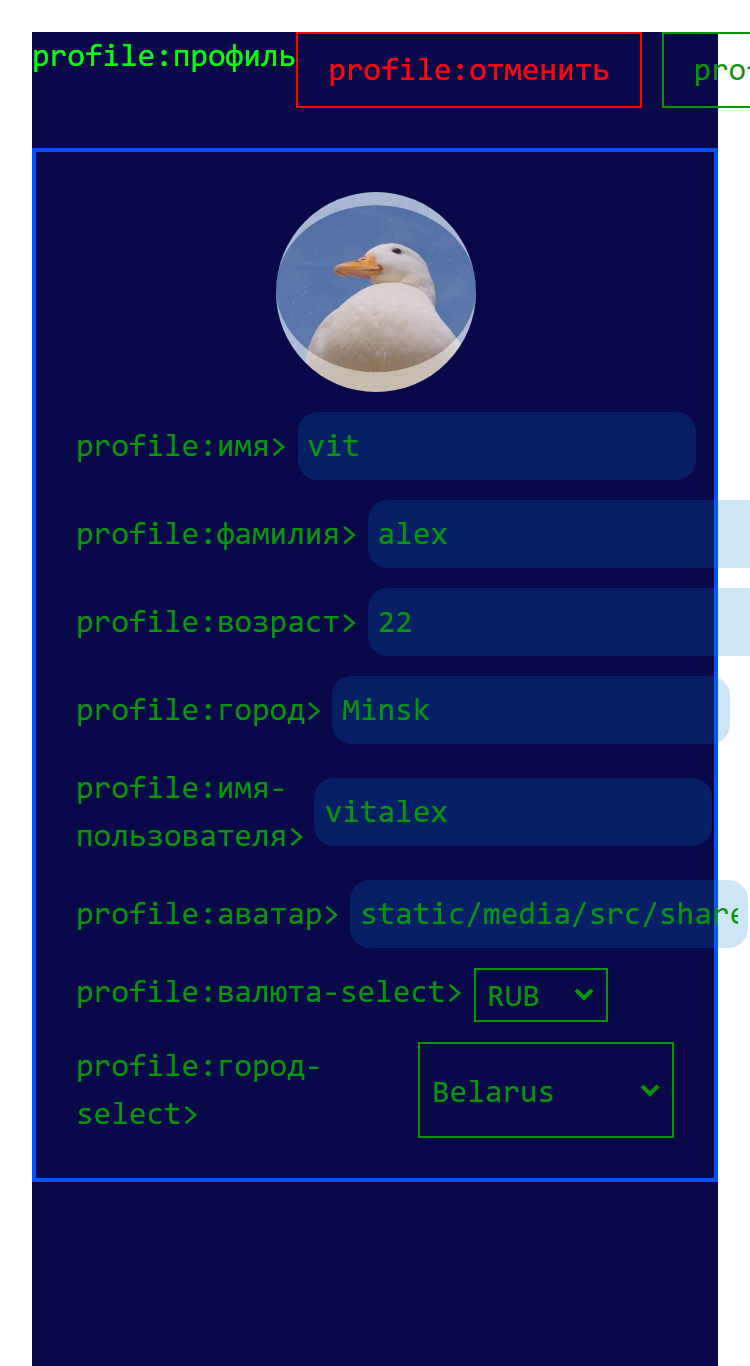 profile:профиль profile:отменить
profile:имя> vit
profile:фамилия> alex
profile:возраст> 22
profile:город> Minsk
profile:имя-
пользователя> vitalex
profile:аватар> static/media/src/share
profile:валюта-select> RUB
profile:город-
select> Belarus